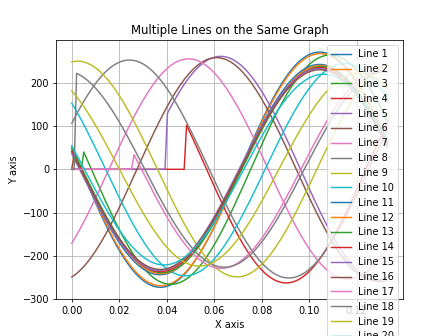 Multiple Lines on the Same Graph
Line 1
Line 2
Line 3
Line 4
Line 5
Line 6
Line 7
Line 8
Line 9
Line 10
Line 11
Line 12
Line 13
Line 14
Line 15
Line 16
Line 17
Line 18
Line 19
Line 20
200
100
0
−100
−200
−300
Y axis
0.00 0.02 0.04 0.06 0.08 0.10
X axis